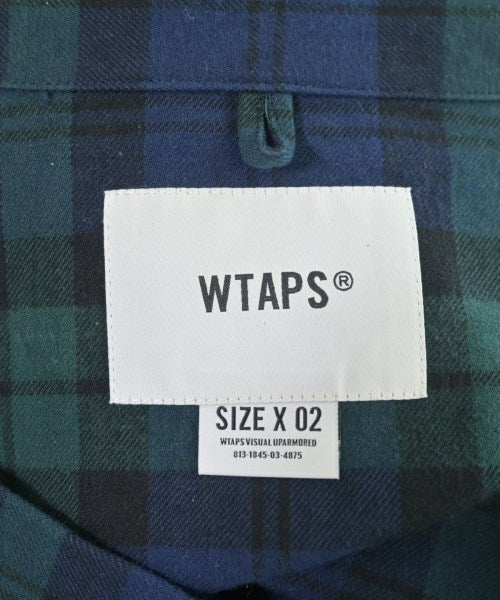 WTAPS®
SIZE X 02
WTAPS VISUAL UPARMORED
813-1845-03-4875